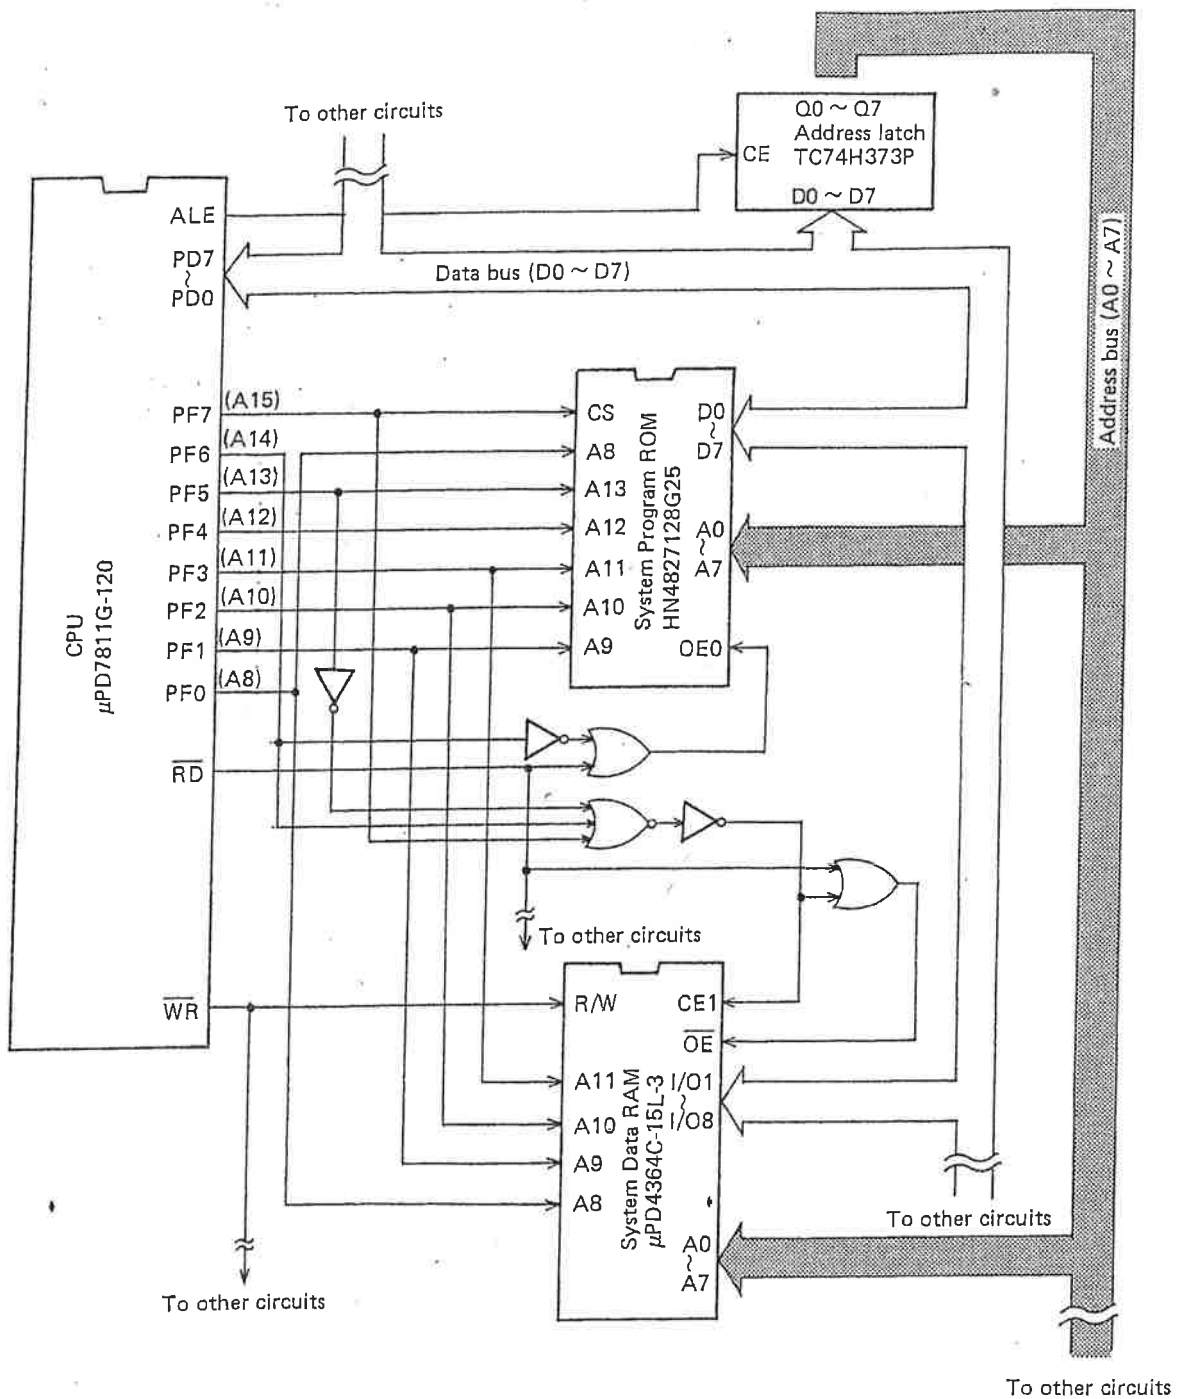 To other circuits
Q0 ~ Q7
Address latch
TC74H373P
CE
D0 ~ D7
ALE
PD7
~
PD0
Data bus (D0 ~ D7)
Address bus (A0 ~ A7)
CPU
μPD7811G-120
PF7
(A15)
PF6
(A14)
PF5
(A13)
PF4
(A12)
PF3
(A11)
PF2
(A10)
PF1
(A9)
PF0
(A8)
RD
WR
CS
A8
A13
A12
A11
A10
A9
System Program ROM
HN4827128G25
D0
~
D7
A0
~
A7
OE0
To other circuits
R/W
A11
A10
A9
A8
System Data RAM
μPD4364C-15L-3
CE1
OE
I/O1
~
I/O8
A0
~
A7
To other circuits
To other circuits
To other circuits